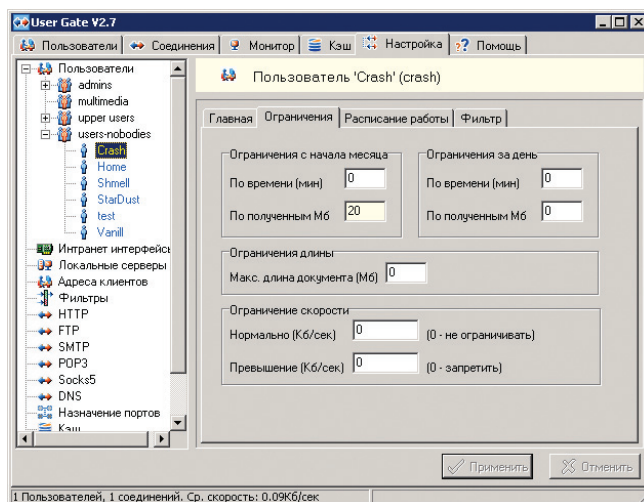 User Gate V2.7
Пользователи Соединения Монитор Кэш Настройка Помощь
Пользователи
admins
multimedia
upper users
users-nobodies
Crash
Home
Shmell
StarDust
test
Vanill
Интранет интерфейсь
Локальные серверы
Адреса клиентов
Фильтры
HTTP
FTP
SMTP
POP3
Socks5
DNS
Назначение портов
Кэш
Пользователь 'Crash' (crash)
Главная Ограничения Расписание работы Фильтр
Ограничения с начала месяца
По времени (мин) 0
По полученным Мб 20
Ограничения за день
По времени (мин) 0
По полученным Мб 0
Ограничения длины
Макс. длина документа (Мб) 0
Ограничение скорости
Нормально (Кб/сек) 0 (0 - не ограничивать)
Превышение (Кб/сек) 0 (0 - запретить)
Применить Отменить
1 Пользователей, 1 соединений. Ср. скорость: 0.09Кб/сек